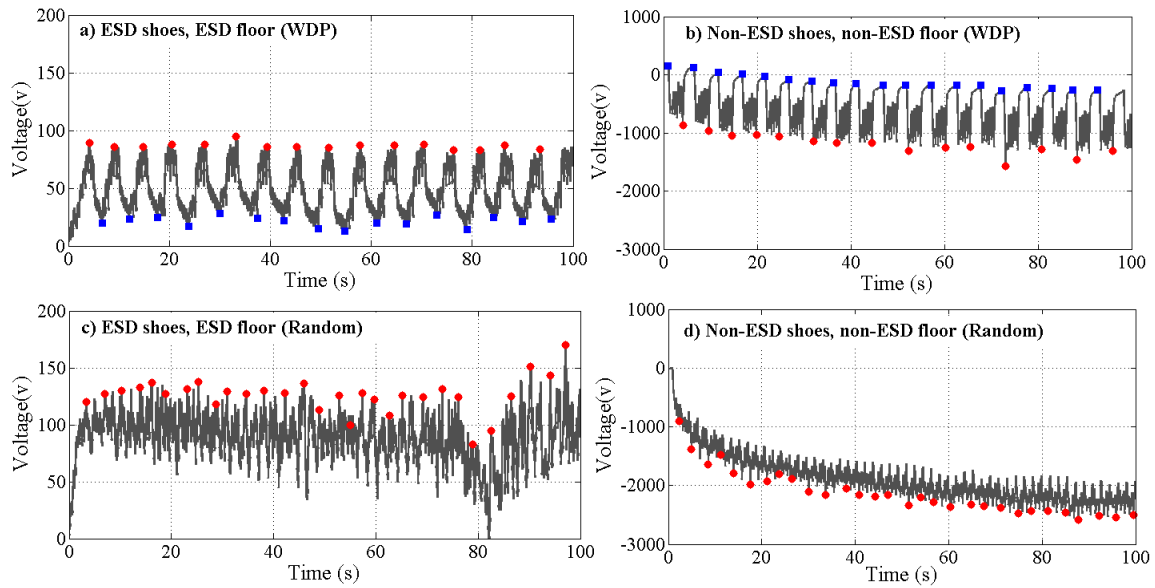 a) ESD shoes, ESD floor (WDP)
Voltage(v)
200
150
100
50
0
0 20 40 60 80 100
Time (s)
b) Non-ESD shoes, non-ESD floor (WDP)
Voltage(v)
1000
0
-1000
-2000
-3000
0 20 40 60 80 100
Time (s)
c) ESD shoes, ESD floor (Random)
Voltage(v)
200
150
100
50
0
0 20 40 60 80 100
Time (s)
d) Non-ESD shoes, non-ESD floor (Random)
Voltage(v)
1000
0
-1000
-2000
-3000
0 20 40 60 80 100
Time (s)